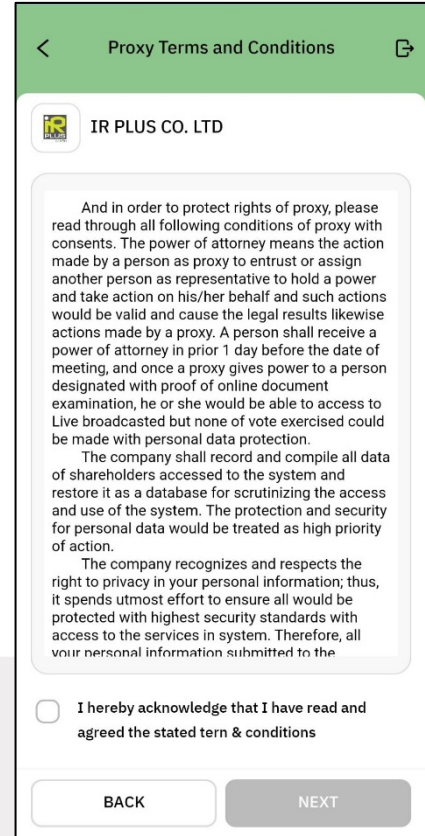 Proxy Terms and Conditions
iR
PLUS
IR PLUS CO. LTD
And in order to protect rights of proxy, please
read through all following conditions of proxy with
consents. The power of attorney means the action
made by a person as proxy to entrust or assign
another person as representative to hold a power
and take action on his/her behalf and such actions
would be valid and cause the legal results likewise
actions made by a proxy. A person shall receive a
power of attorney in prior 1 day before the date of
meeting, and once a proxy gives power to a person
designated with proof of online document
examination, he or she would be able to access to
Live broadcasted but none of vote exercised could
be made with personal data protection.
The company shall record and compile all data
of shareholders accessed to the system and
restore it as a database for scrutinizing the access
and use of the system. The protection and security
for personal data would be treated as high priority
of action.
The company recognizes and respects the
right to privacy in your personal information; thus,
it spends utmost effort to ensure all would be
protected with highest security standards with
access to the services in system. Therefore, all
your personal information submitted to the
I hereby acknowledge that I have read and
agreed the stated tern & conditions
BACK
NEXT